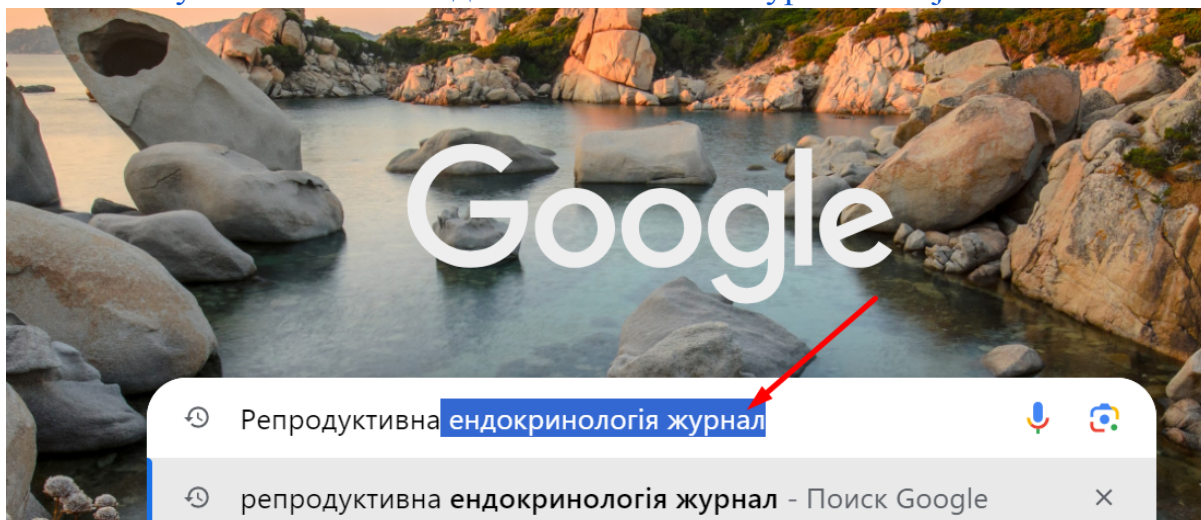 Google
Репродуктивна ендокринологія журнал
репродуктивна ендокринологія журнал - Поиск Google